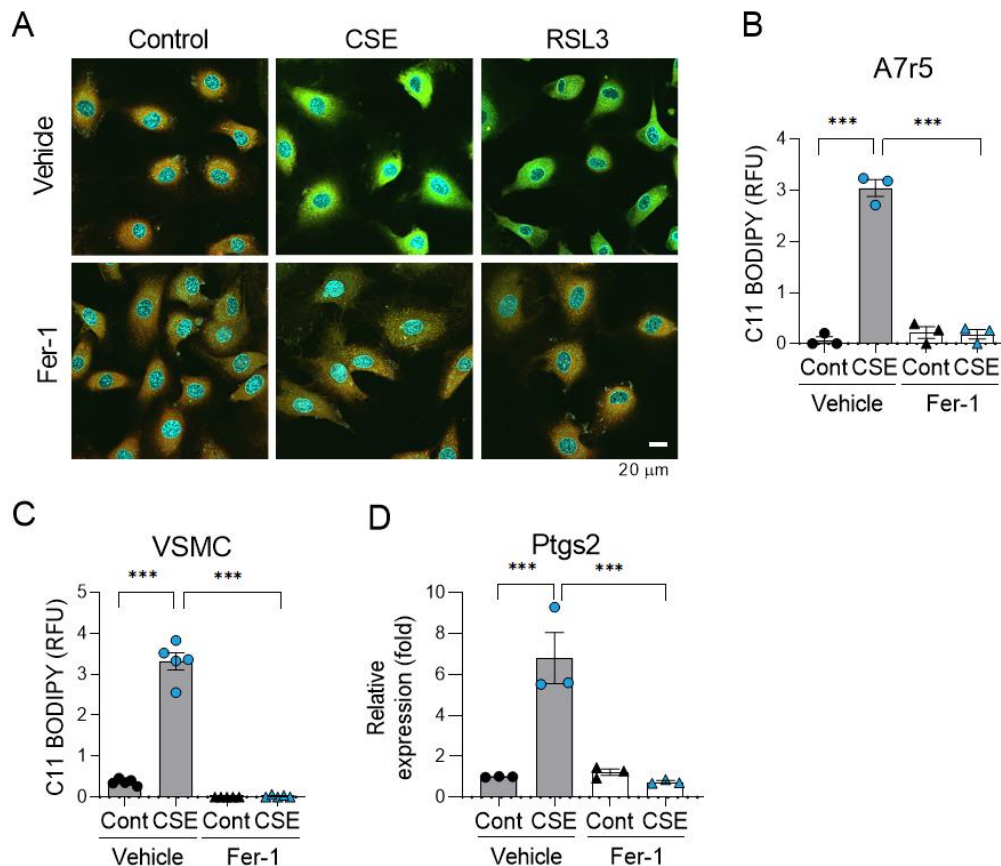 A
Control
CSE
RSL3
Vehicle
Fer-1
20 μm
B
A7r5
***
***
C11 BODIPY (RFU)
4
3
2
1
0
Cont CSE Cont CSE
Vehicle Fer-1
C
VSMC
***
***
C11 BODIPY (RFU)
5
4
3
2
1
0
Cont CSE Cont CSE
Vehicle Fer-1
D
Ptgs2
***
***
Relative
expression (fold)
10
8
6
4
2
0
Cont CSE Cont CSE
Vehicle Fer-1